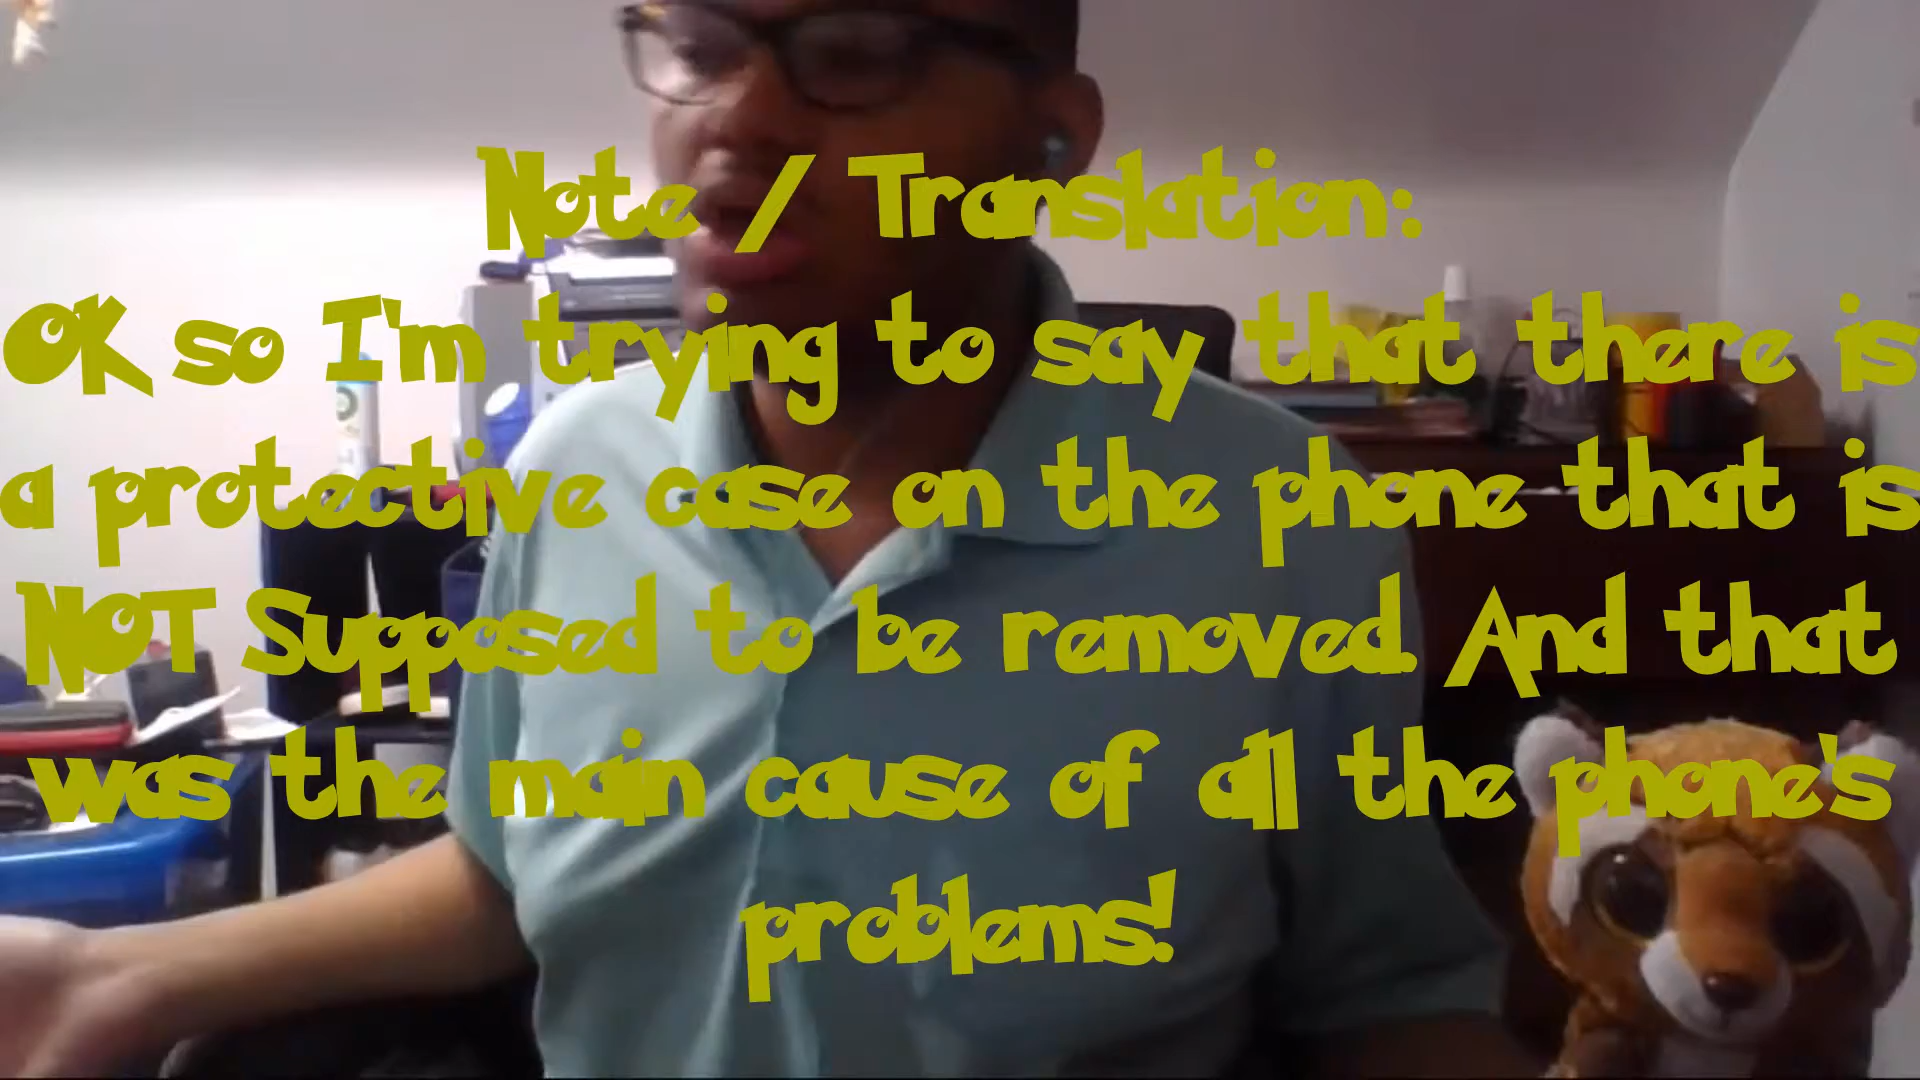 Note / Translation:
OK so I'm trying to say that there is
a protective case on the phone that is
NOT Supposed to be removed. And that
was the main cause of all the phone's
problems!